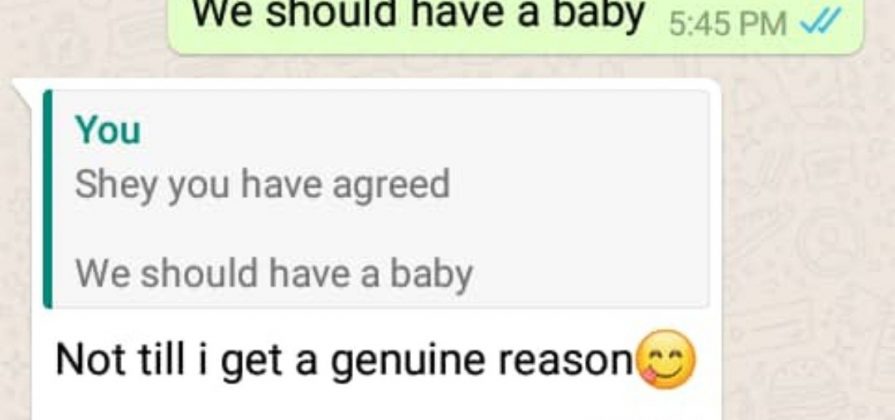 We should have a baby 5:45 PM
You
Shey you have agreed
We should have a baby
Not till i get a genuine reason😋